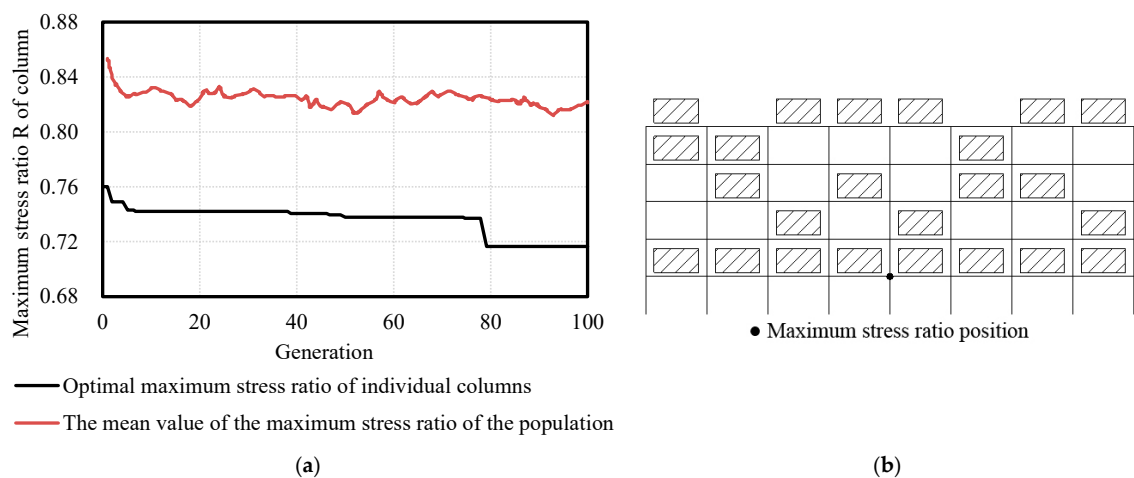 Maximum stress ratio R of column
0.88
0.84
0.80
0.76
0.72
0.68
0 20 40 60 80 100
Generation
Optimal maximum stress ratio of individual columns
The mean value of the maximum stress ratio of the population
(a)
Maximum stress ratio position
(b)